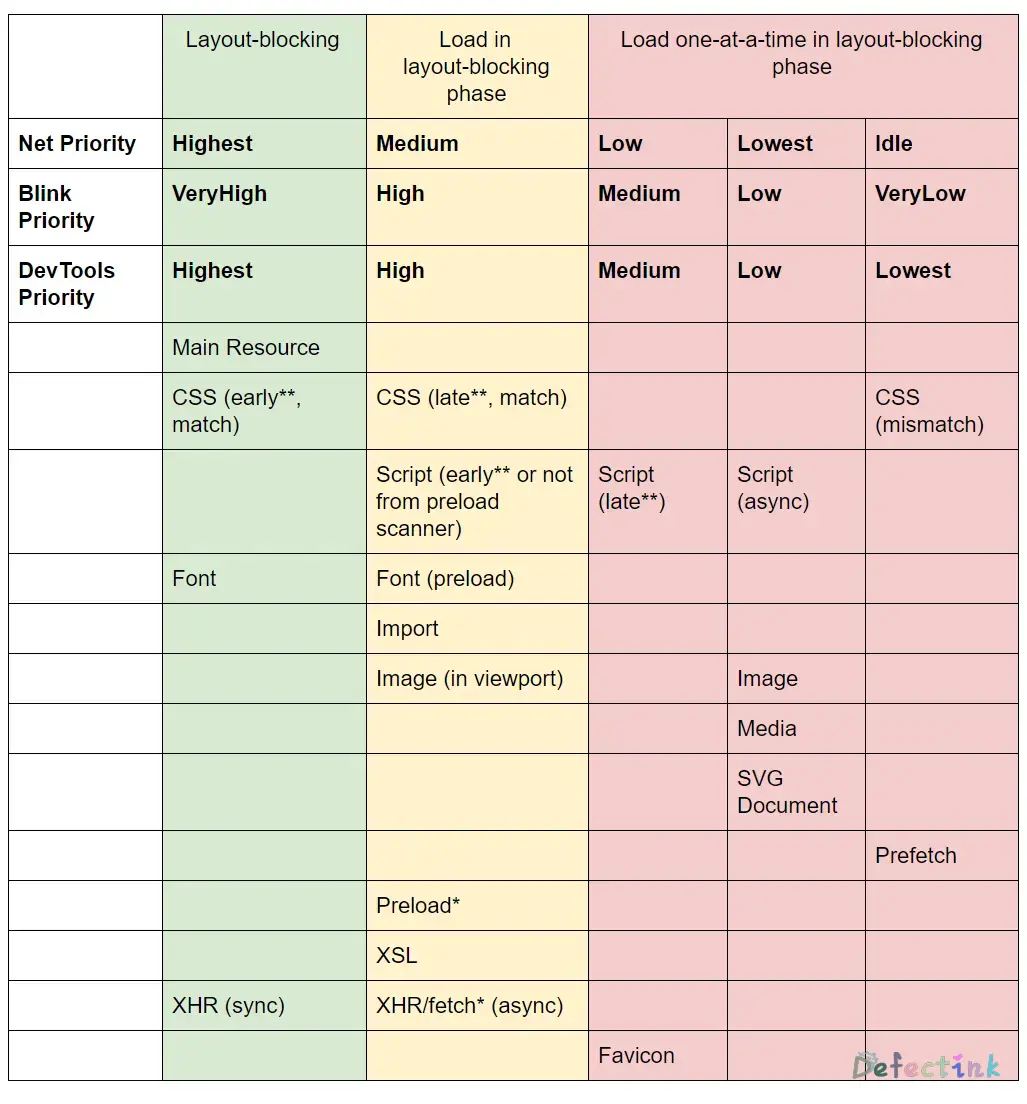 Layout-blocking
Load in
layout-blocking
phase
Load one-at-a-time in layout-blocking
phase
Net Priority
Highest
Medium
Low
Lowest
Idle
Blink
Priority
VeryHigh
High
Medium
Low
VeryLow
DevTools
Priority
Highest
High
Medium
Low
Lowest
Main Resource
CSS (early**,
match)
CSS (late**, match)
CSS
(mismatch)
Script (early** or not
from preload
scanner)
Script
(late**)
Script
(async)
Font
Font (preload)
Import
Image (in viewport)
Image
Media
SVG
Document
Prefetch
Preload*
XSL
XHR (sync)
XHR/fetch* (async)
Favicon
Defectink